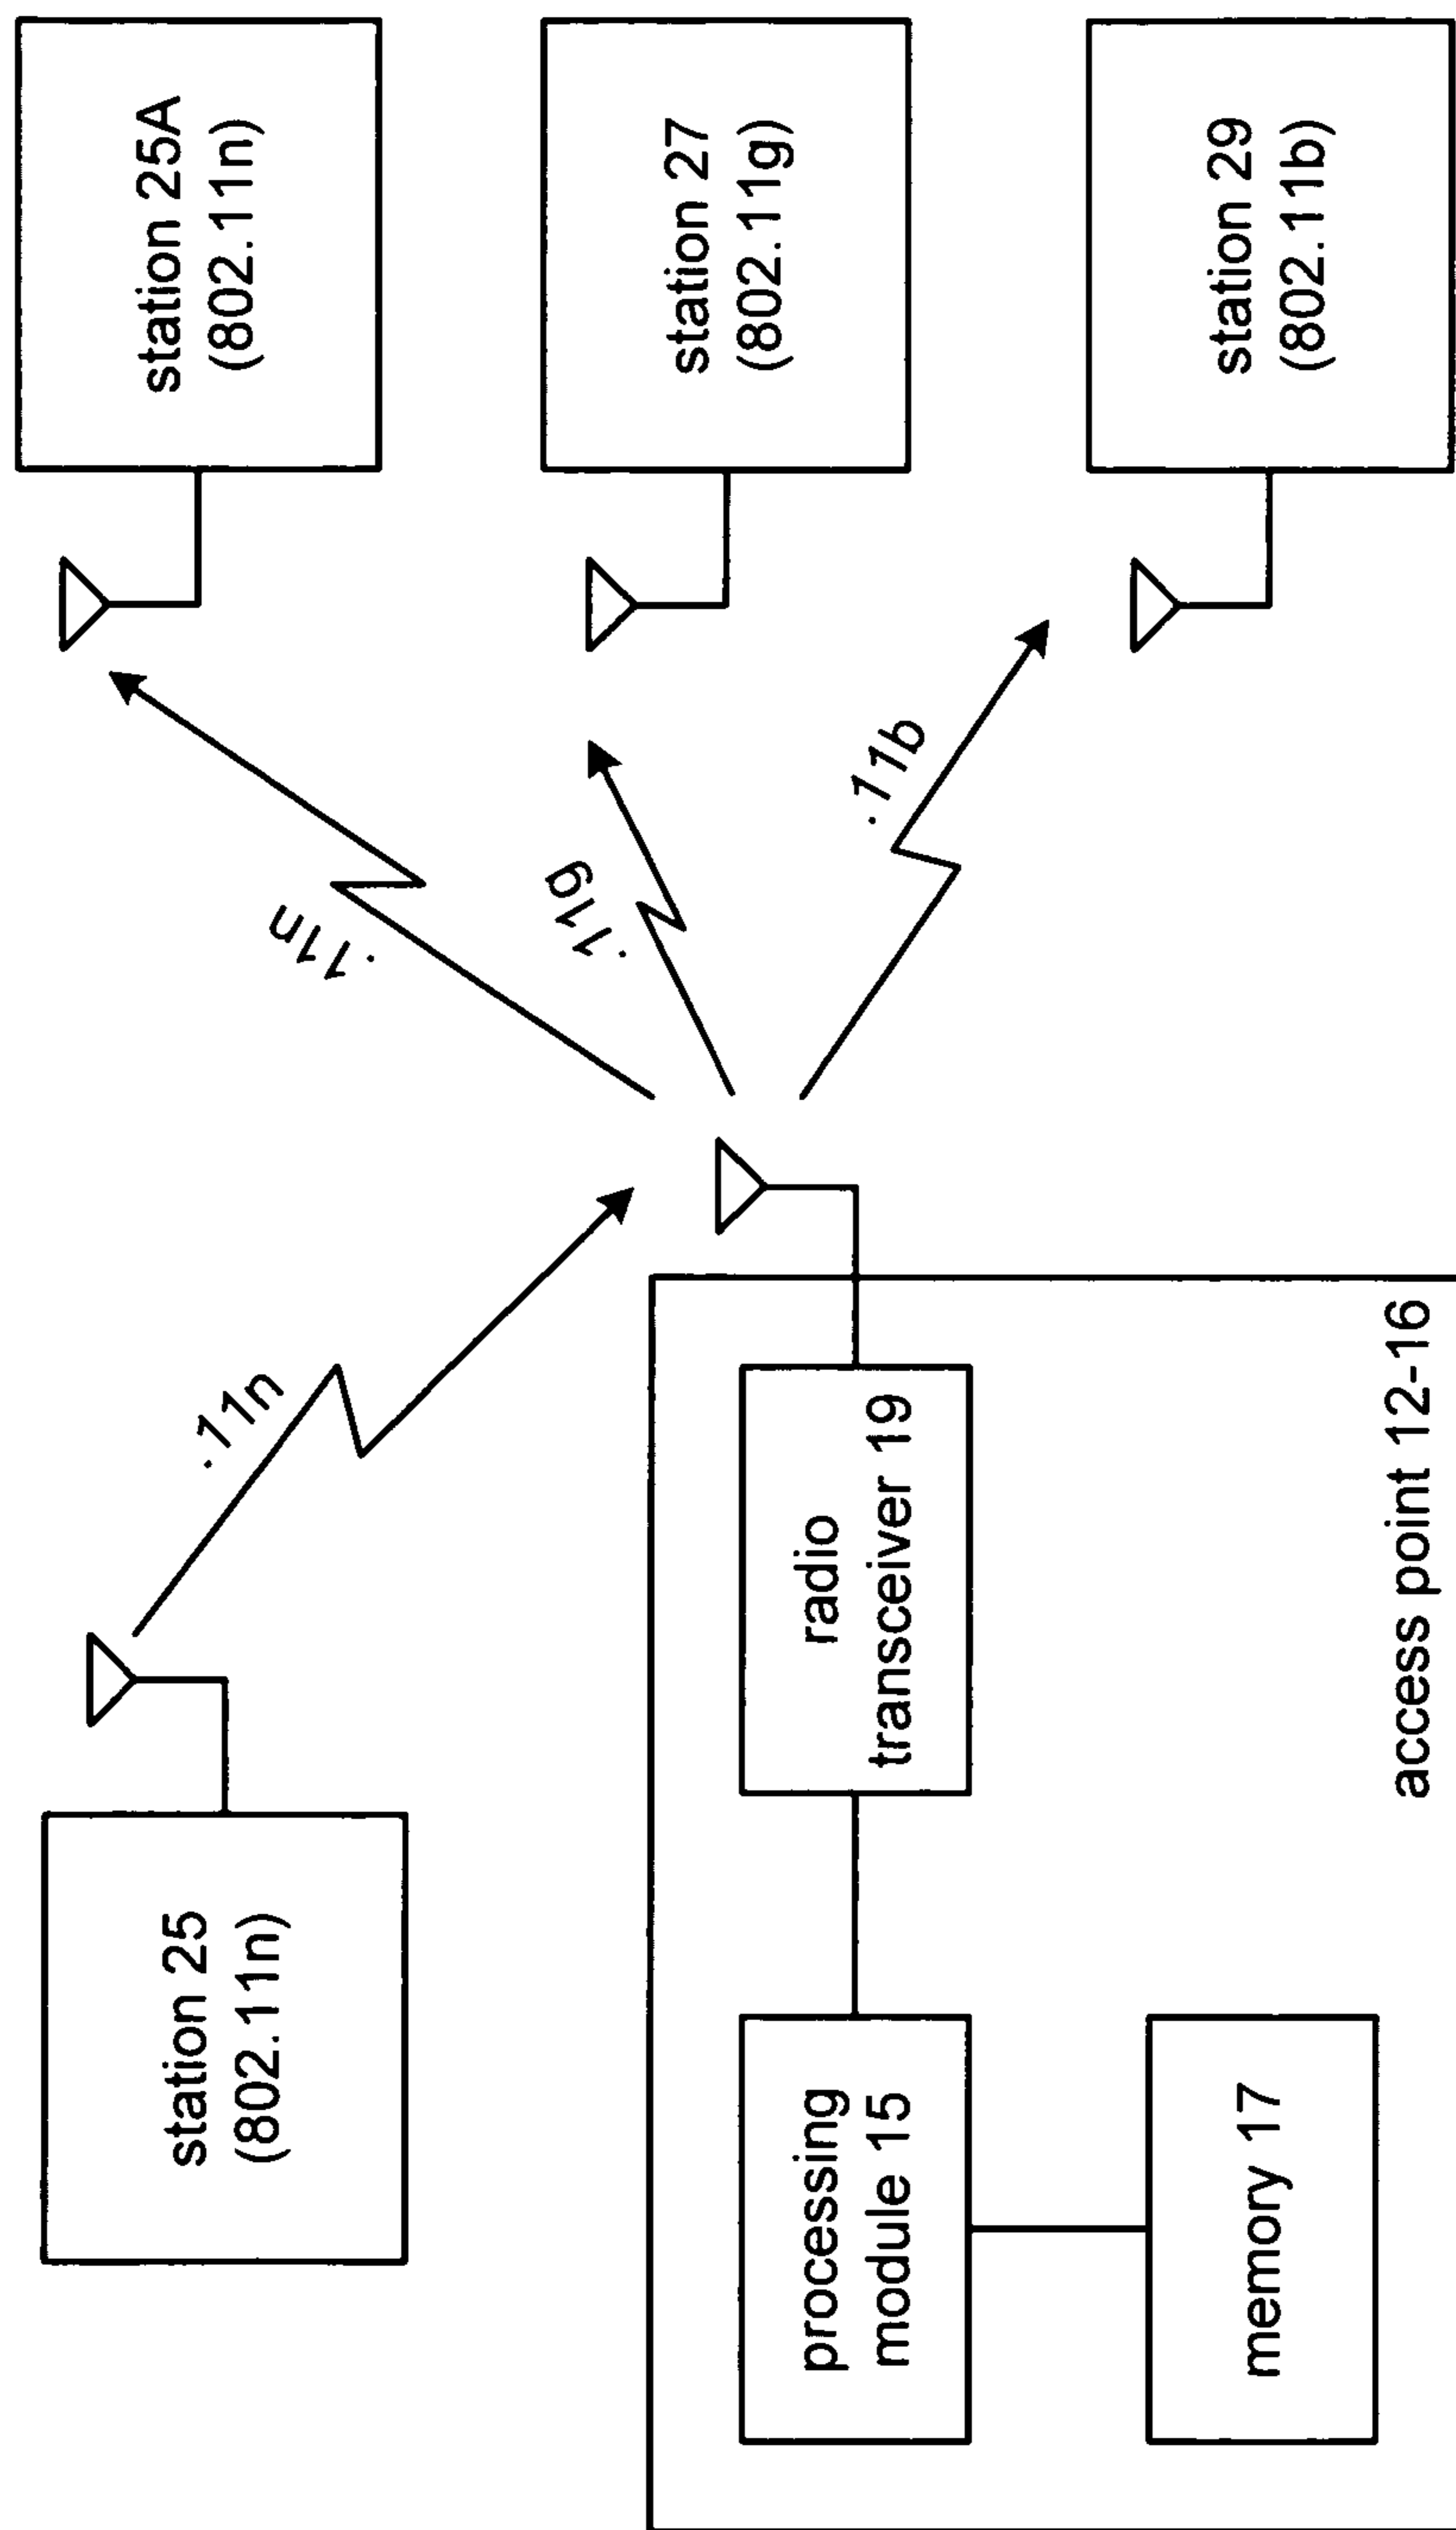 station 25
(802.11n)
.11n
.11n
station 25A
(802.11n)
.11g
station 27
(802.11g)
.11b
station 29
(802.11b)
processing
module 15
radio
transceiver 19
memory 17
access point 12-16